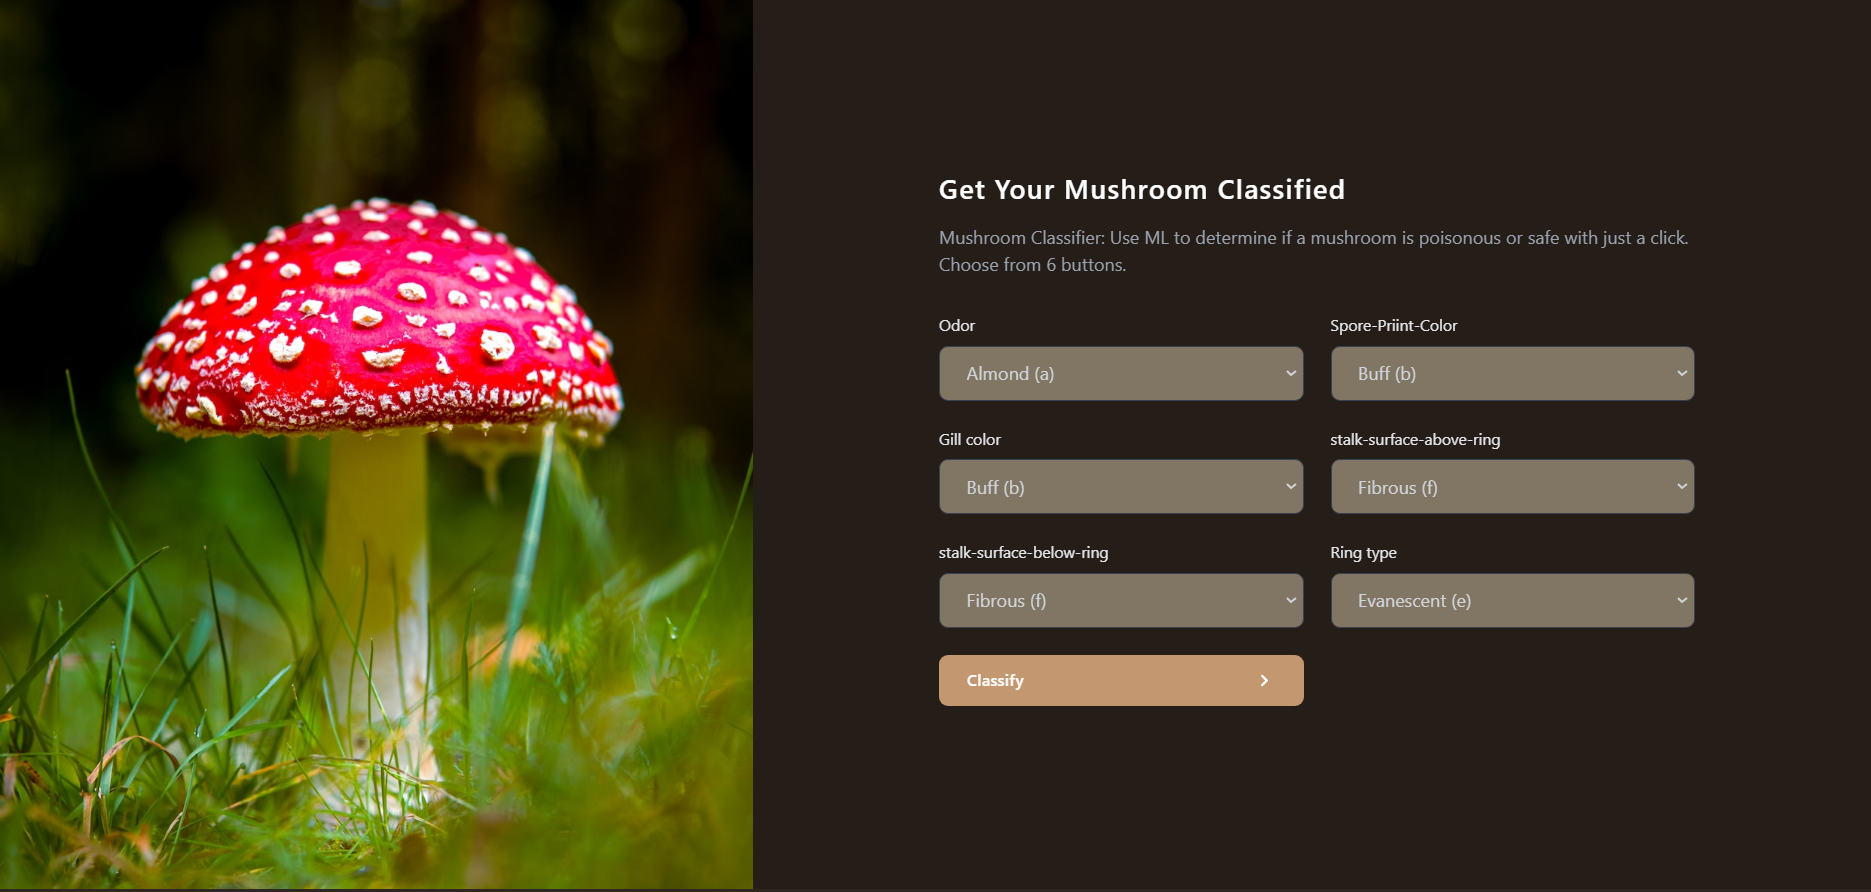 Get Your Mushroom Classified
Mushroom Classifier: Use ML to determine if a mushroom is poisonous or safe with just a click.
Choose from 6 buttons.
Odor
Almond (a)
Spore-Priint-Color
Buff (b)
Gill color
Buff (b)
stalk-surface-above-ring
Fibrous (f)
stalk-surface-below-ring
Fibrous (f)
Ring type
Evanescent (e)
Classify